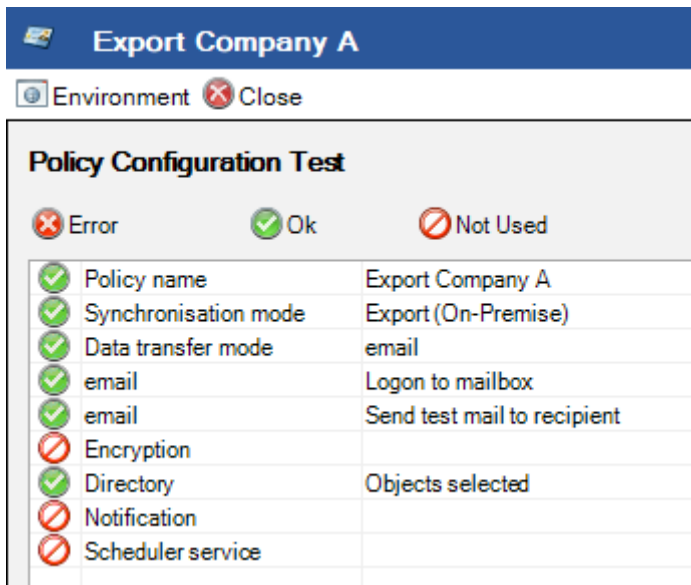 Export Company A
Environment Close
Policy Configuration Test
Error Ok Not Used
Policy name Export Company A
Synchronisation mode Export (On-Premise)
Data transfer mode email
email Logon to mailbox
email Send test mail to recipient
Encryption
Directory Objects selected
Notification
Scheduler service